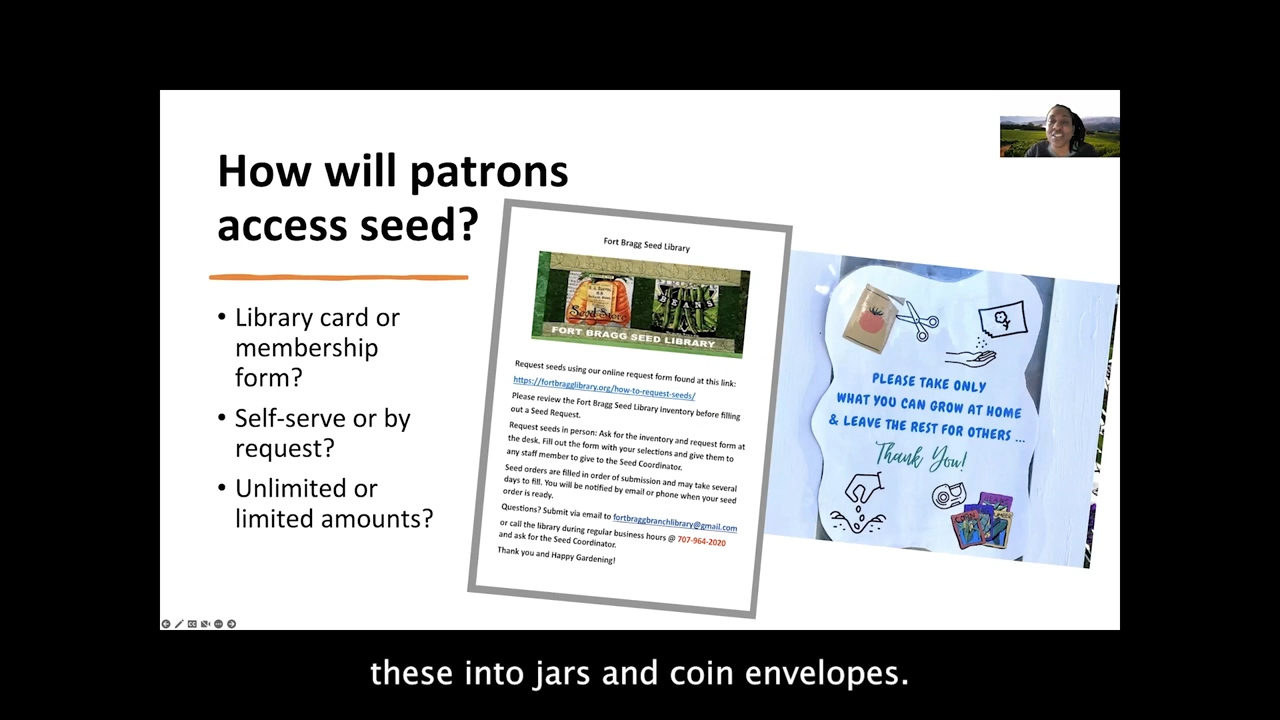 How will patrons
access seed?
• Library card or
membership
form?
• Self-serve or by
request?
• Unlimited or
limited amounts?
Fort Bragg Seed Library
Seed Store
BEANS
FORT BRAGG SEED LIBRARY
Request seeds using our online request form found at this link:
https://fortbragglibrary.org/how-to-request-seeds/
Please review the Fort Bragg Seed Library inventory before filling
out a Seed Request.
Request seeds in person: Ask for the inventory and request form at
the desk. Fill out the form with your selections and give them to
any staff member to give to the Seed Coordinator.
Seed orders are filled in order of submission and may take several
days to fill. You will be notified by email or phone when your seed
order is ready.
Questions? Submit via email to fortbraggbranchlibrary@gmail.com
or call the library during regular business hours @ 707-964-2020
and ask for the Seed Coordinator.
Thank you and Happy Gardening!
PLEASE TAKE ONLY
WHAT YOU CAN GROW AT HOME
& LEAVE THE REST FOR OTHERS ...
Thank You!
these into jars and coin envelopes.